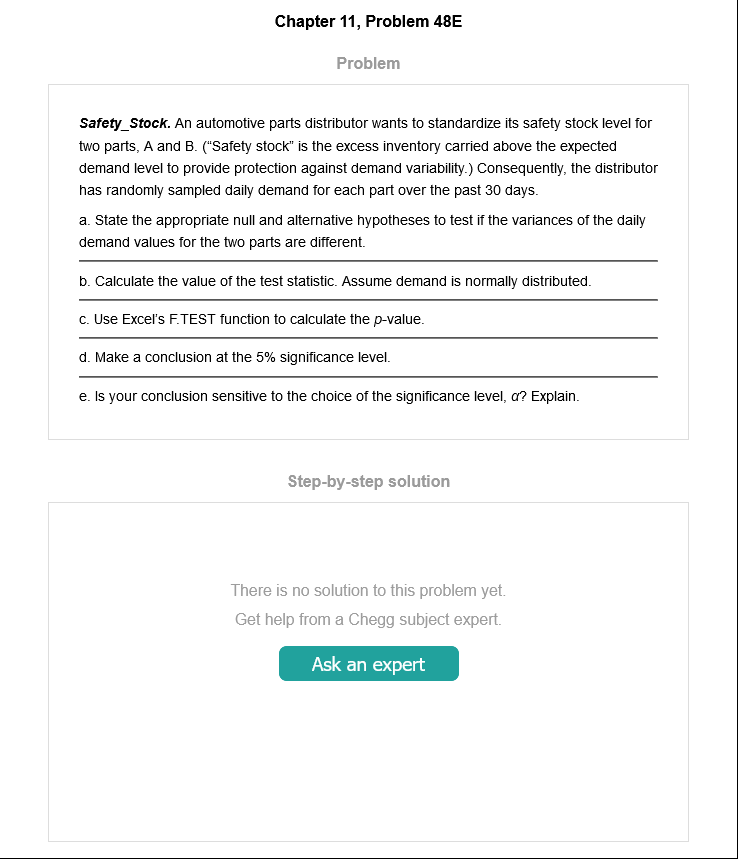 Chapter 11, Problem 48E
Problem
Safety_Stock. An automotive parts distributor wants to standardize its safety stock level for
two parts, A and B. (“Safety stock” is the excess inventory carried above the expected
demand level to provide protection against demand variability.) Consequently, the distributor
has randomly sampled daily demand for each part over the past 30 days.
a. State the appropriate null and alternative hypotheses to test if the variances of the daily
demand values for the two parts are different.
b. Calculate the value of the test statistic. Assume demand is normally distributed.
c. Use Excel’s F.TEST function to calculate the p-value.
d. Make a conclusion at the 5% significance level.
e. Is your conclusion sensitive to the choice of the significance level, α? Explain.
Step-by-step solution
There is no solution to this problem yet.
Get help from a Chegg subject expert.
Ask an expert